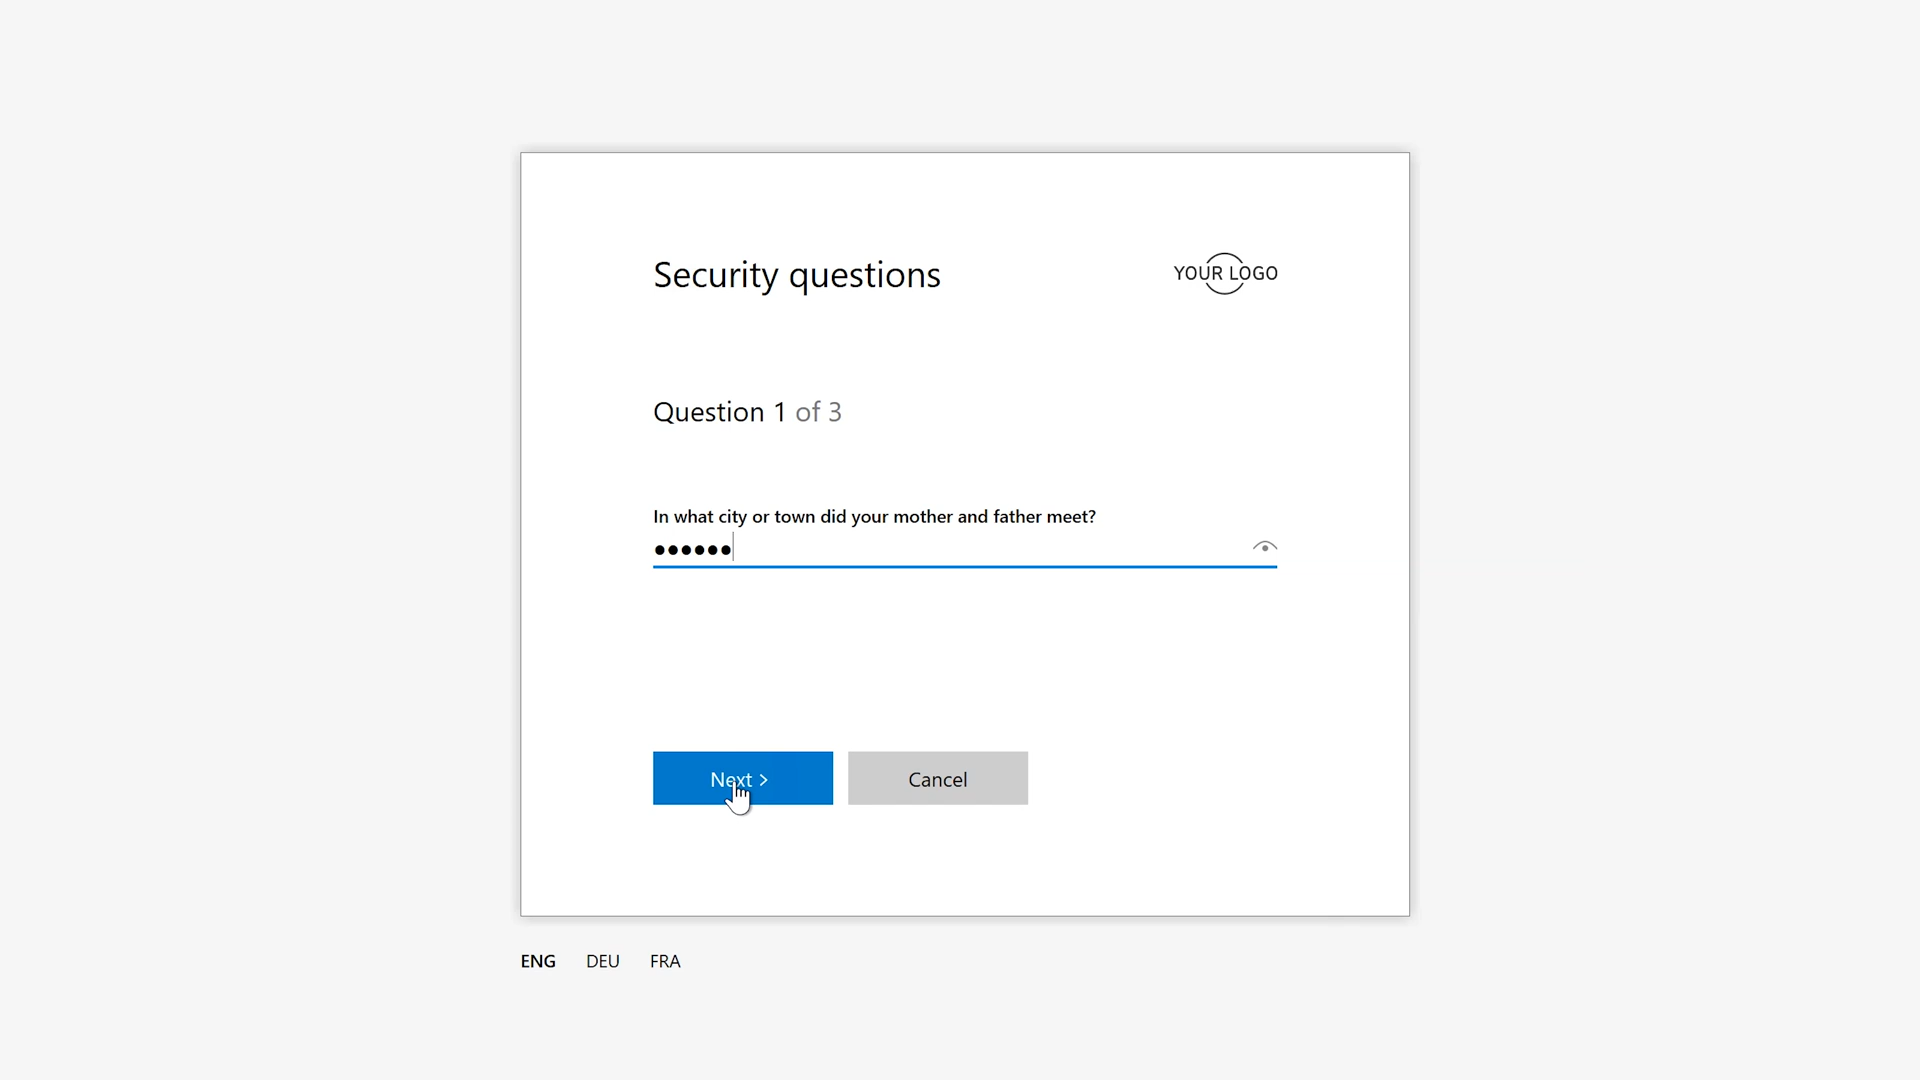 Security questions
YOUR LOGO
Question 1 of 3
In what city or town did your mother and father meet?
●●●●●●
Next >
Cancel
ENG DEU FRA